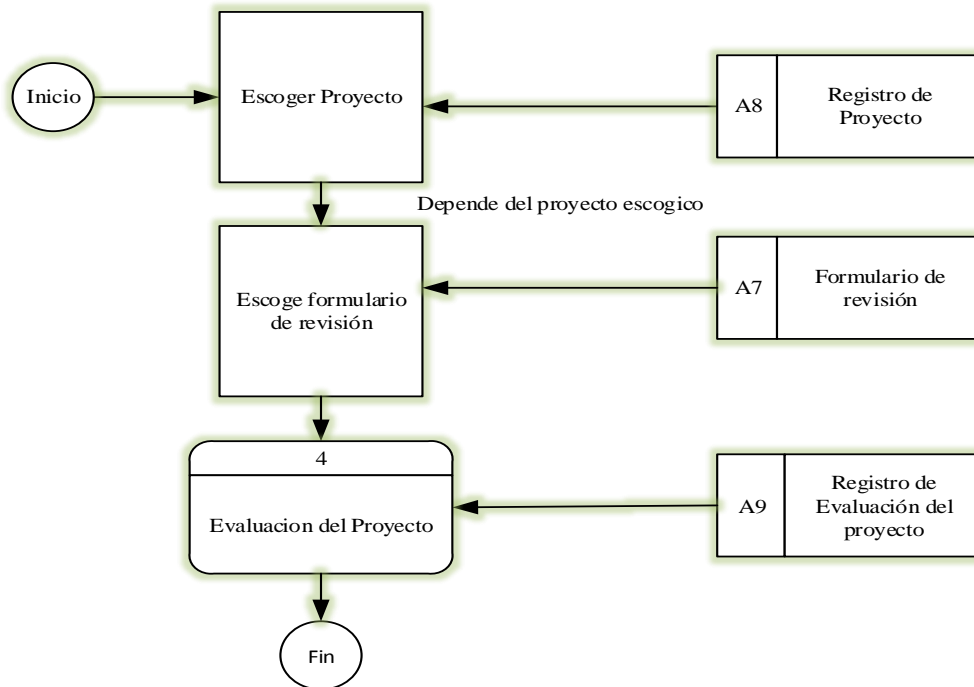 Inicio
Escoger Proyecto
A8
Registro de
Proyecto
Depende del proyecto escogico
Escoge formulario
de revisión
A7
Formulario de
revisión
4
Evaluacion del Proyecto
A9
Registro de
Evaluación del
proyecto
Fin